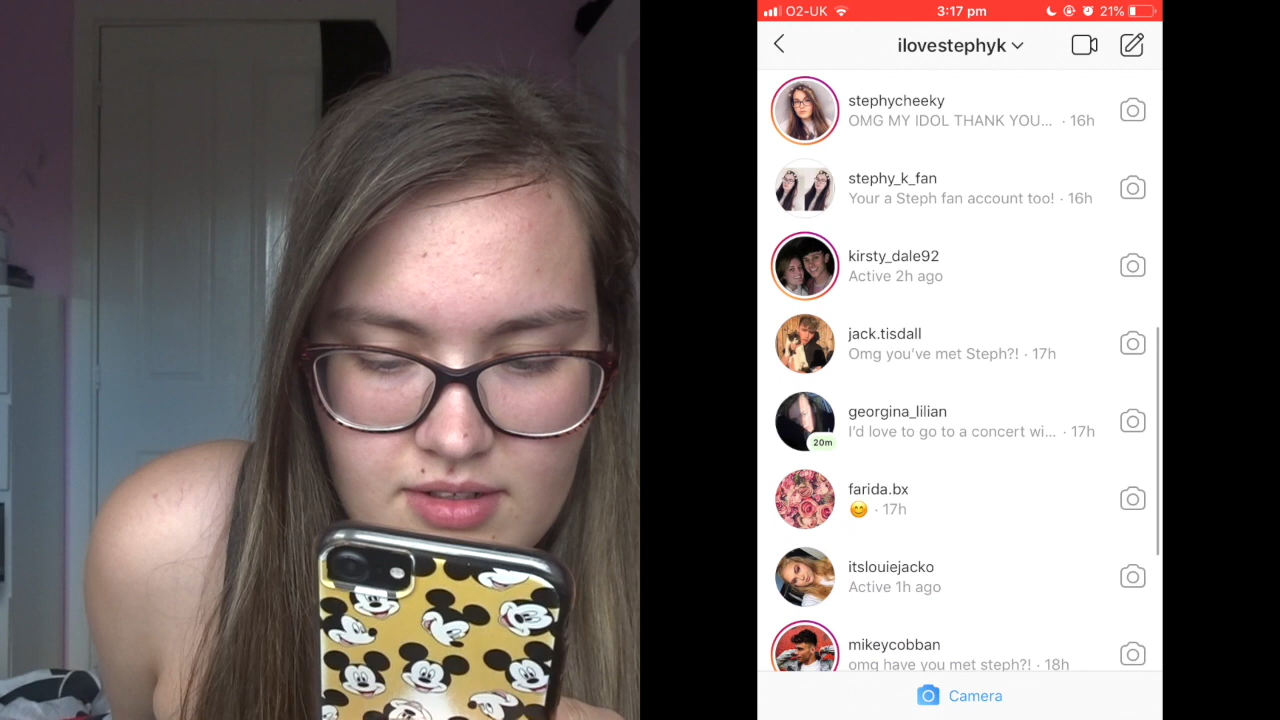 O2-UK 3:17 pm 21%
ilovestephyk
stephycheeky
OMG MY IDOL THANK YOU... · 16h
stephy_k_fan
Your a Steph fan account too! · 16h
kirsty_dale92
Active 2h ago
jack.tisdall
Omg you've met Steph?! · 17h
georgina_lilian
I'd love to go to a concert wi... · 17h
20m
farida.bx
😊 · 17h
itslouiejacko
Active 1h ago
mikeycobban
omg have you met steph?! · 18h
Camera